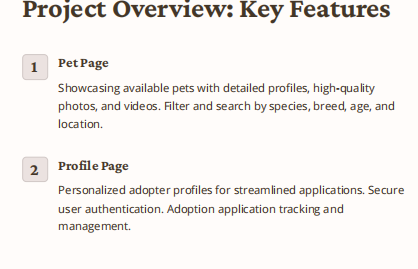 Project Overview: Key Features
1
Pet Page
Showcasing available pets with detailed profiles, high-quality
photos, and videos. Filter and search by species, breed, age, and
location.
2
Profile Page
Personalized adopter profiles for streamlined applications. Secure
user authentication. Adoption application tracking and
management.